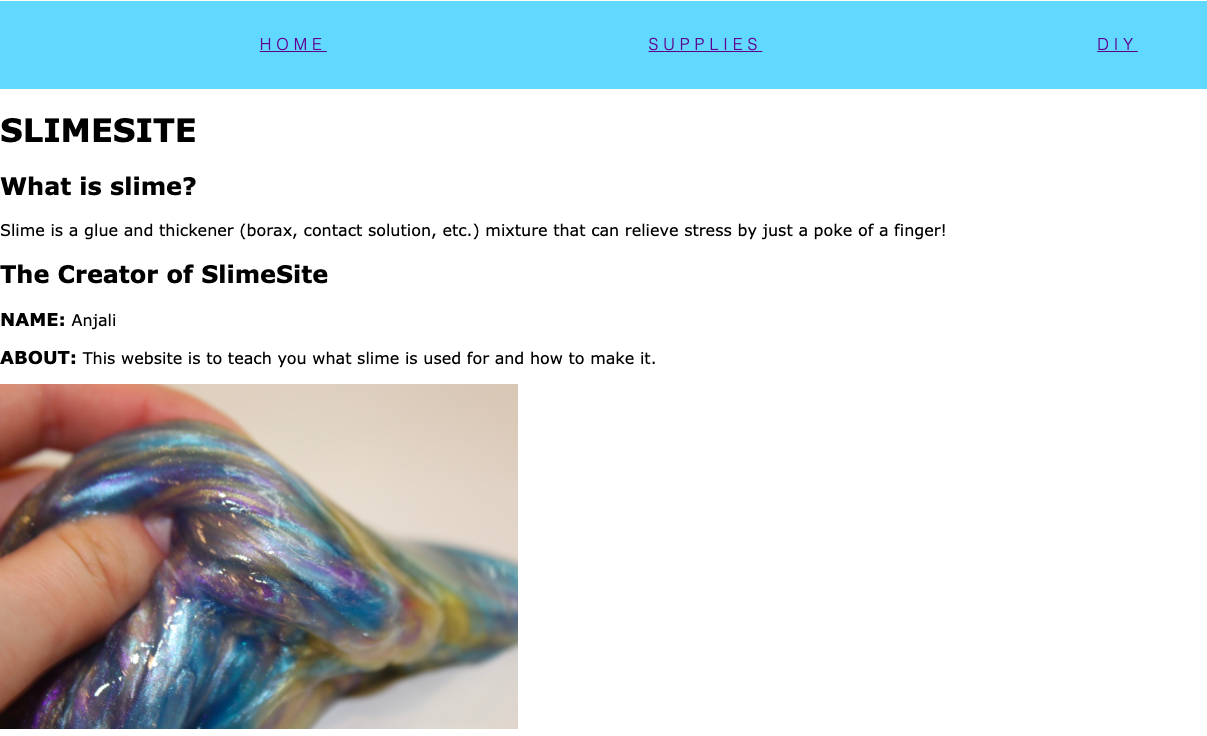 HOME SUPPLIES DIY
SLIMESITE
What is slime?
Slime is a glue and thickener (borax, contact solution, etc.) mixture that can relieve stress by just a poke of a finger!
The Creator of SlimeSite
NAME: Anjali
ABOUT: This website is to teach you what slime is used for and how to make it.